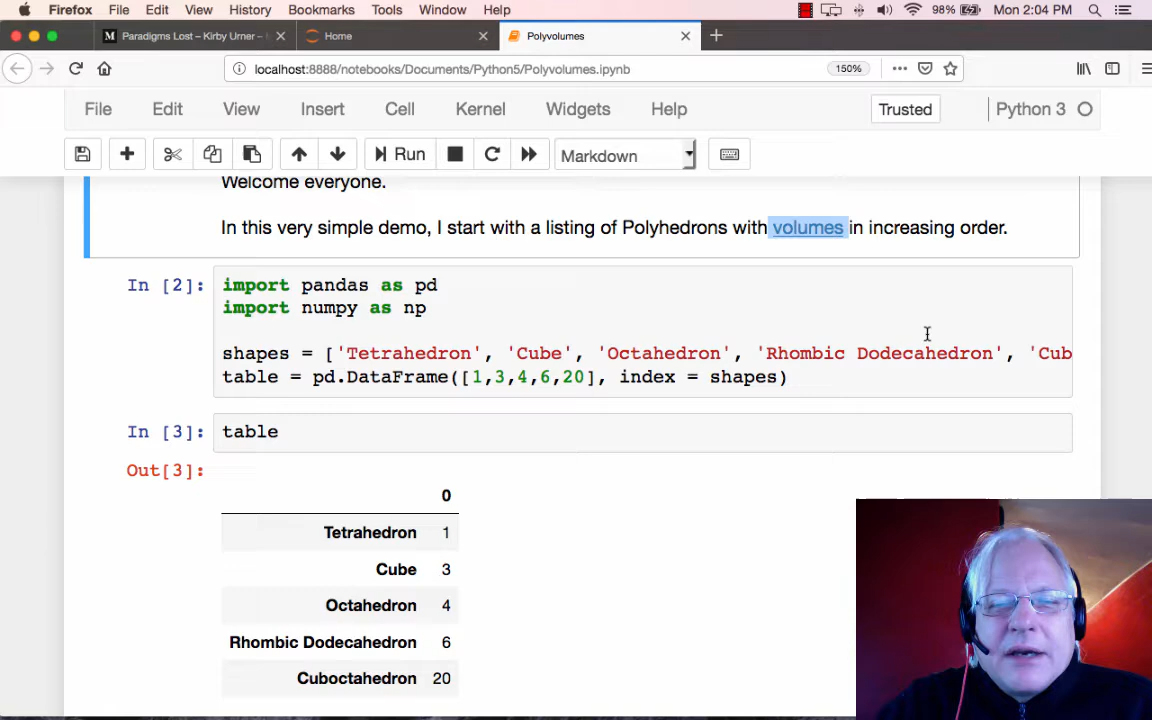 Firefox File Edit View History Bookmarks Tools Window Help 98% Mon 2:04 PM
Paradigms Lost – Kirby Urner – Home Polyvolumes
localhost:8888/notebooks/Documents/Python5/Polyvolumes.ipynb 150%
File Edit View Insert Cell Kernel Widgets Help Trusted Python 3
Run Markdown
Welcome everyone.
In this very simple demo, I start with a listing of Polyhedrons with volumes in increasing order.
In [2]: import pandas as pd
import numpy as np
shapes = ['Tetrahedron', 'Cube', 'Octahedron', 'Rhombic Dodecahedron', 'Cub
table = pd.DataFrame([1,3,4,6,20], index = shapes)
In [3]: table
Out[3]:
0
Tetrahedron 1
Cube 3
Octahedron 4
Rhombic Dodecahedron 6
Cuboctahedron 20